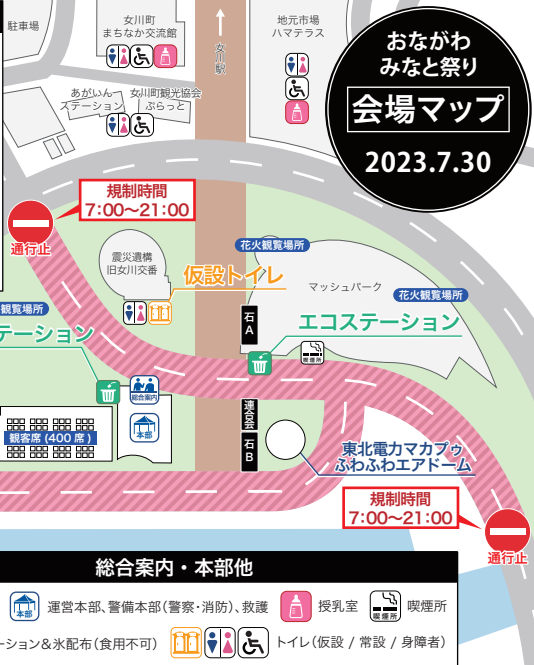 駐車場
女川町
まちなか交流館
女川駅
地元市場
ハマテラス
おながわ
みなと祭り
会場マップ
2023.7.30
あがいん
ステーション
女川町観光協会
ぷらっと
規制時間
7:00〜21:00
通行止
震災遺構
旧女川交番
花火観覧場所
仮設トイレ
マッシュパーク
花火観覧場所
観覧場所
石A
エコステーション
テーション
喫煙所
総合案内
本部
連合会
石B
観客席(400席)
東北電力マカプゥ
ふわふわエアドーム
規制時間
7:00〜21:00
通行止
総合案内・本部他
本部
運営本部、警備本部(警察・消防)、救護
授乳室
喫煙所
喫煙所
ーション&氷配布(食用不可)
トイレ(仮設 / 常設 / 身障者)